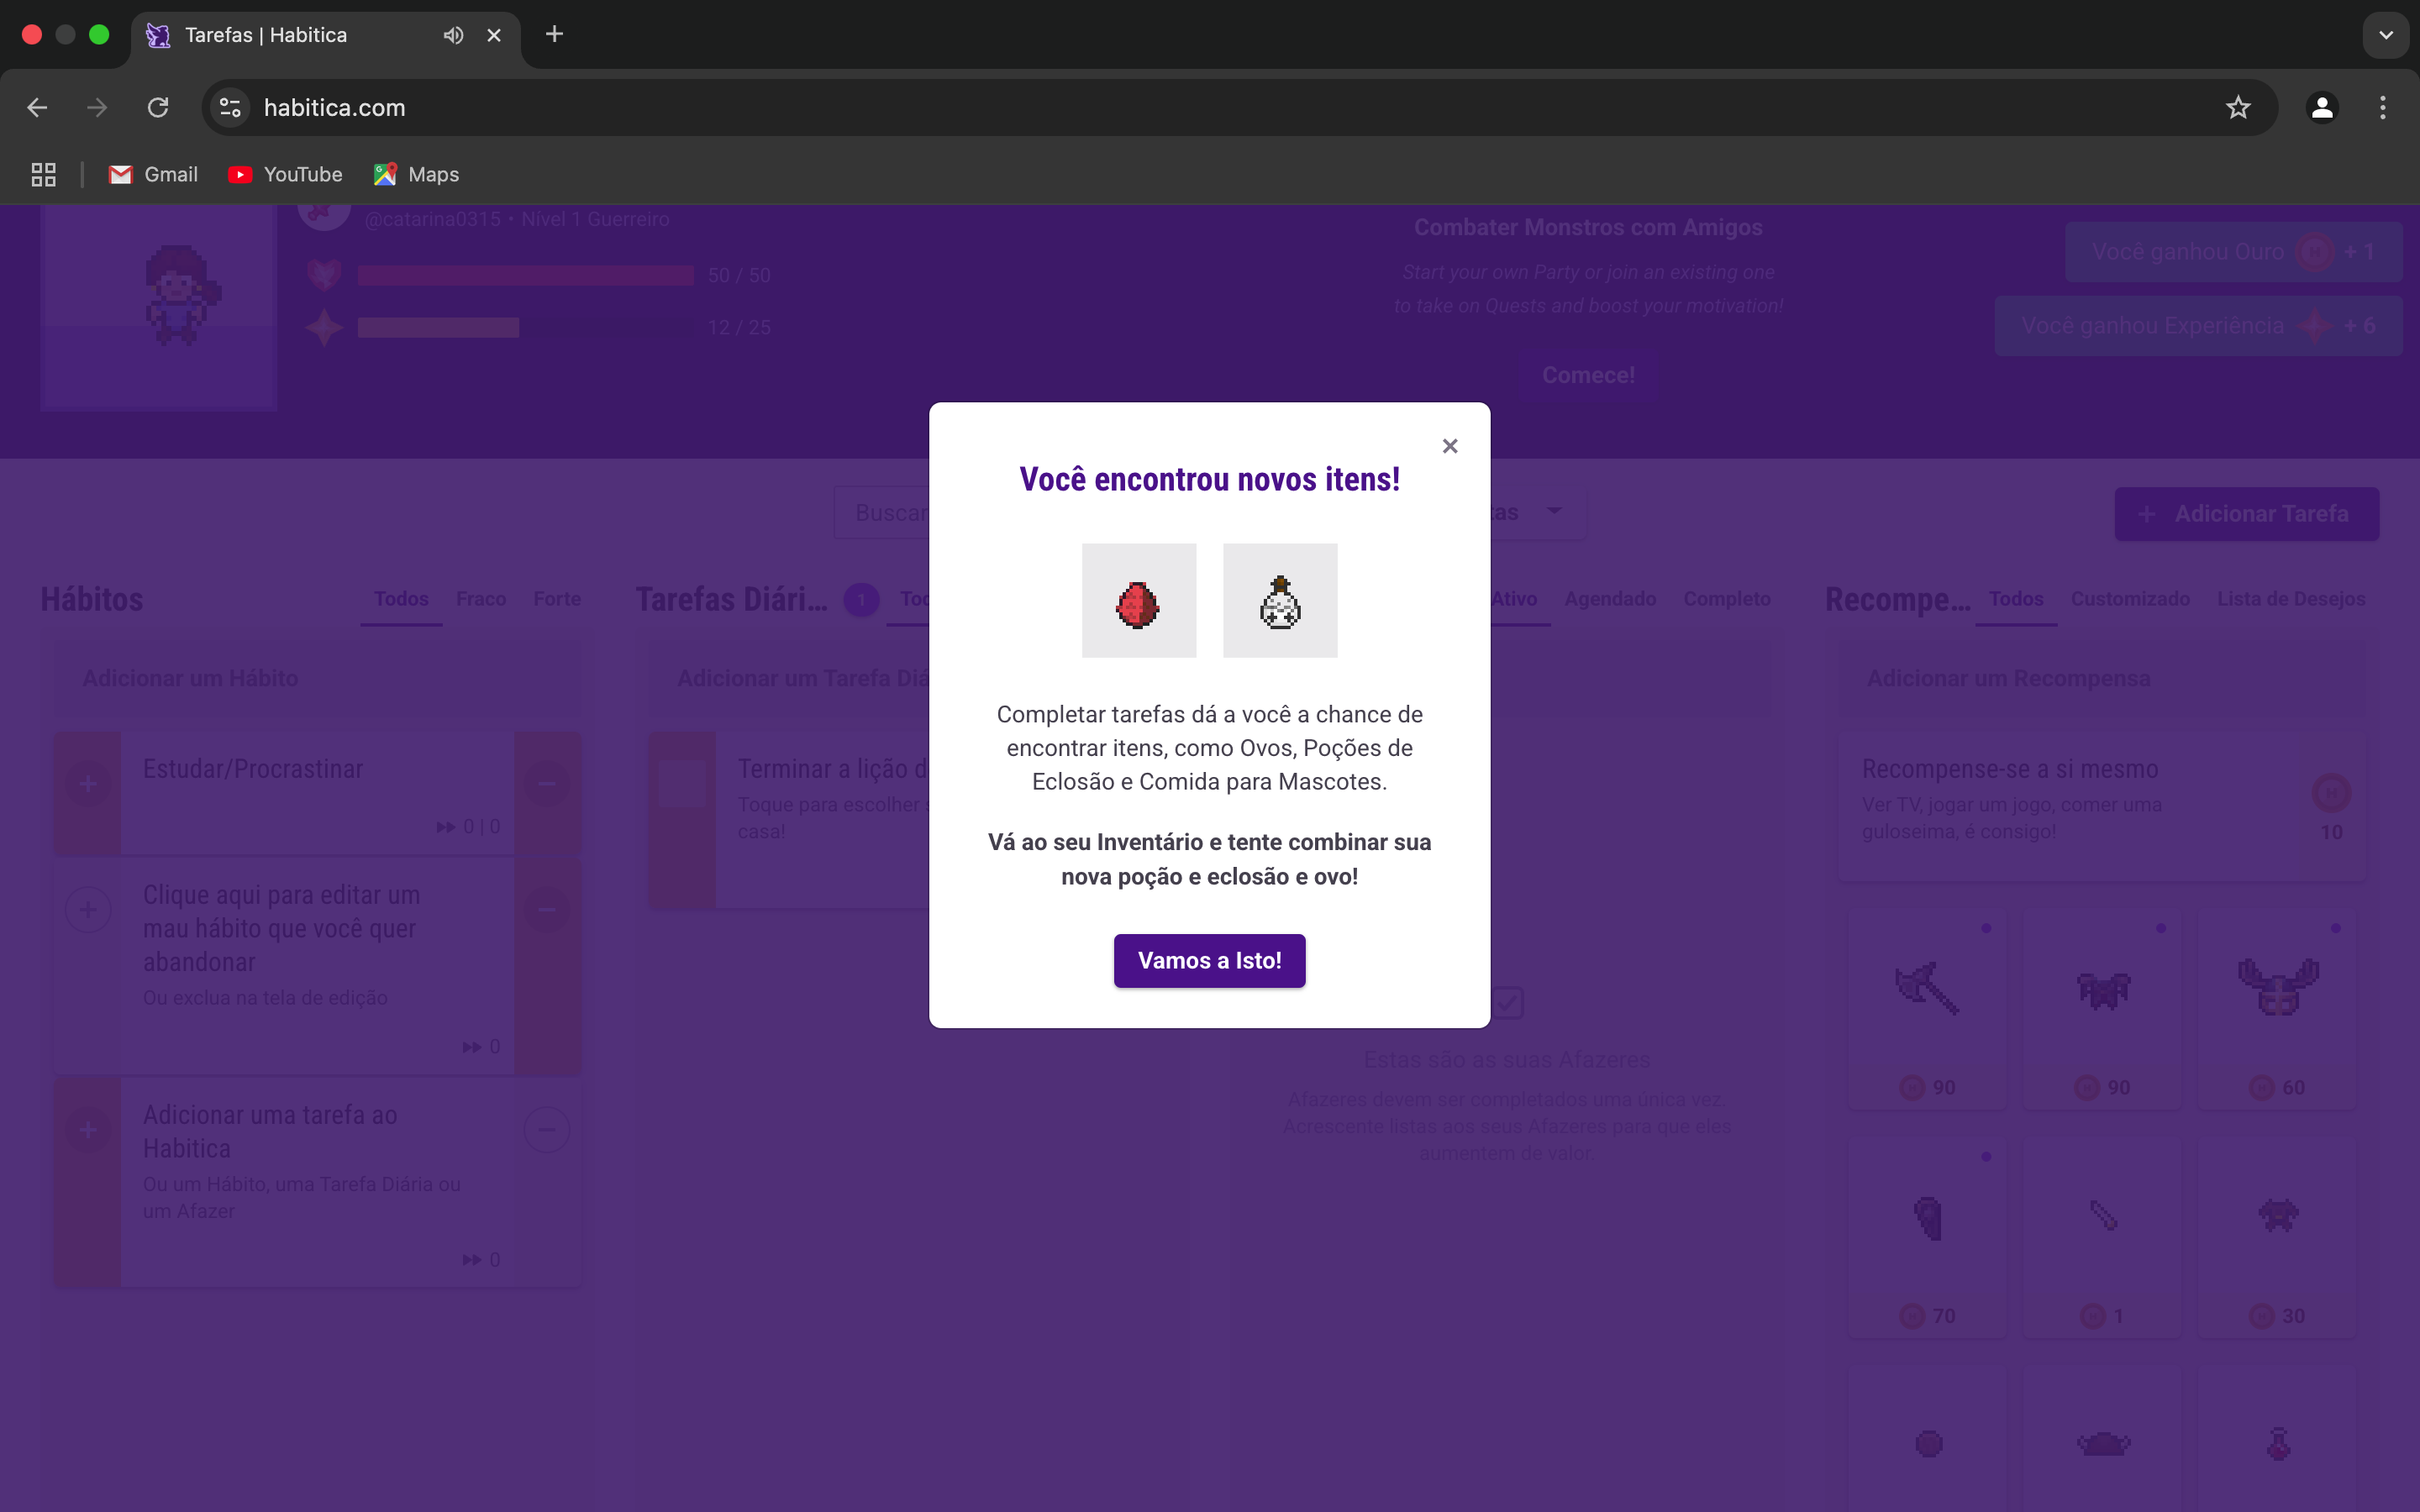 Tarefas | Habitica
habitica.com
Gmail
YouTube
Maps
@catarina0315 • Nível 1 Guerreiro
50 / 50
12 / 25
Combater Monstros com Amigos
Start your own Party or join an existing one
to take on Quests and boost your motivation!
Comece!
Você ganhou Ouro + 1
Você ganhou Experiência + 6
Você encontrou novos itens!
Completar tarefas dá a você a chance de
encontrar itens, como Ovos, Poções de
Eclosão e Comida para Mascotes.
Vá ao seu Inventário e tente combinar sua
nova poção e eclosão e ovo!
Vamos a Isto!
Buscar
Adicionar Tarefa
Hábitos
Todos
Fraco
Forte
Adicionar um Hábito
Estudar/Procrastinar
0 | 0
Clique aqui para editar um
mau hábito que você quer
abandonar
Ou exclua na tela de edição
0
Adicionar uma tarefa ao
Habitica
Ou um Hábito, uma Tarefa Diária ou
um Afazer
0
Tarefas Diári...
1
Adicionar um Tarefa
Terminar a lição
Toque para escolher
casa!
Ativo
Agendado
Completo
Estas são as suas Afazeres
Afazeres devem ser completados uma única vez.
Acrescente listas aos seus Afazeres para que eles
aumentem de valor.
Recompe...
Todos
Customizado
Lista de Desejos
Adicionar um Recompensa
Recompense-se a si mesmo
Ver TV, jogar um jogo, comer uma
guloseima, é consigo!
10
90
90
60
70
1
30